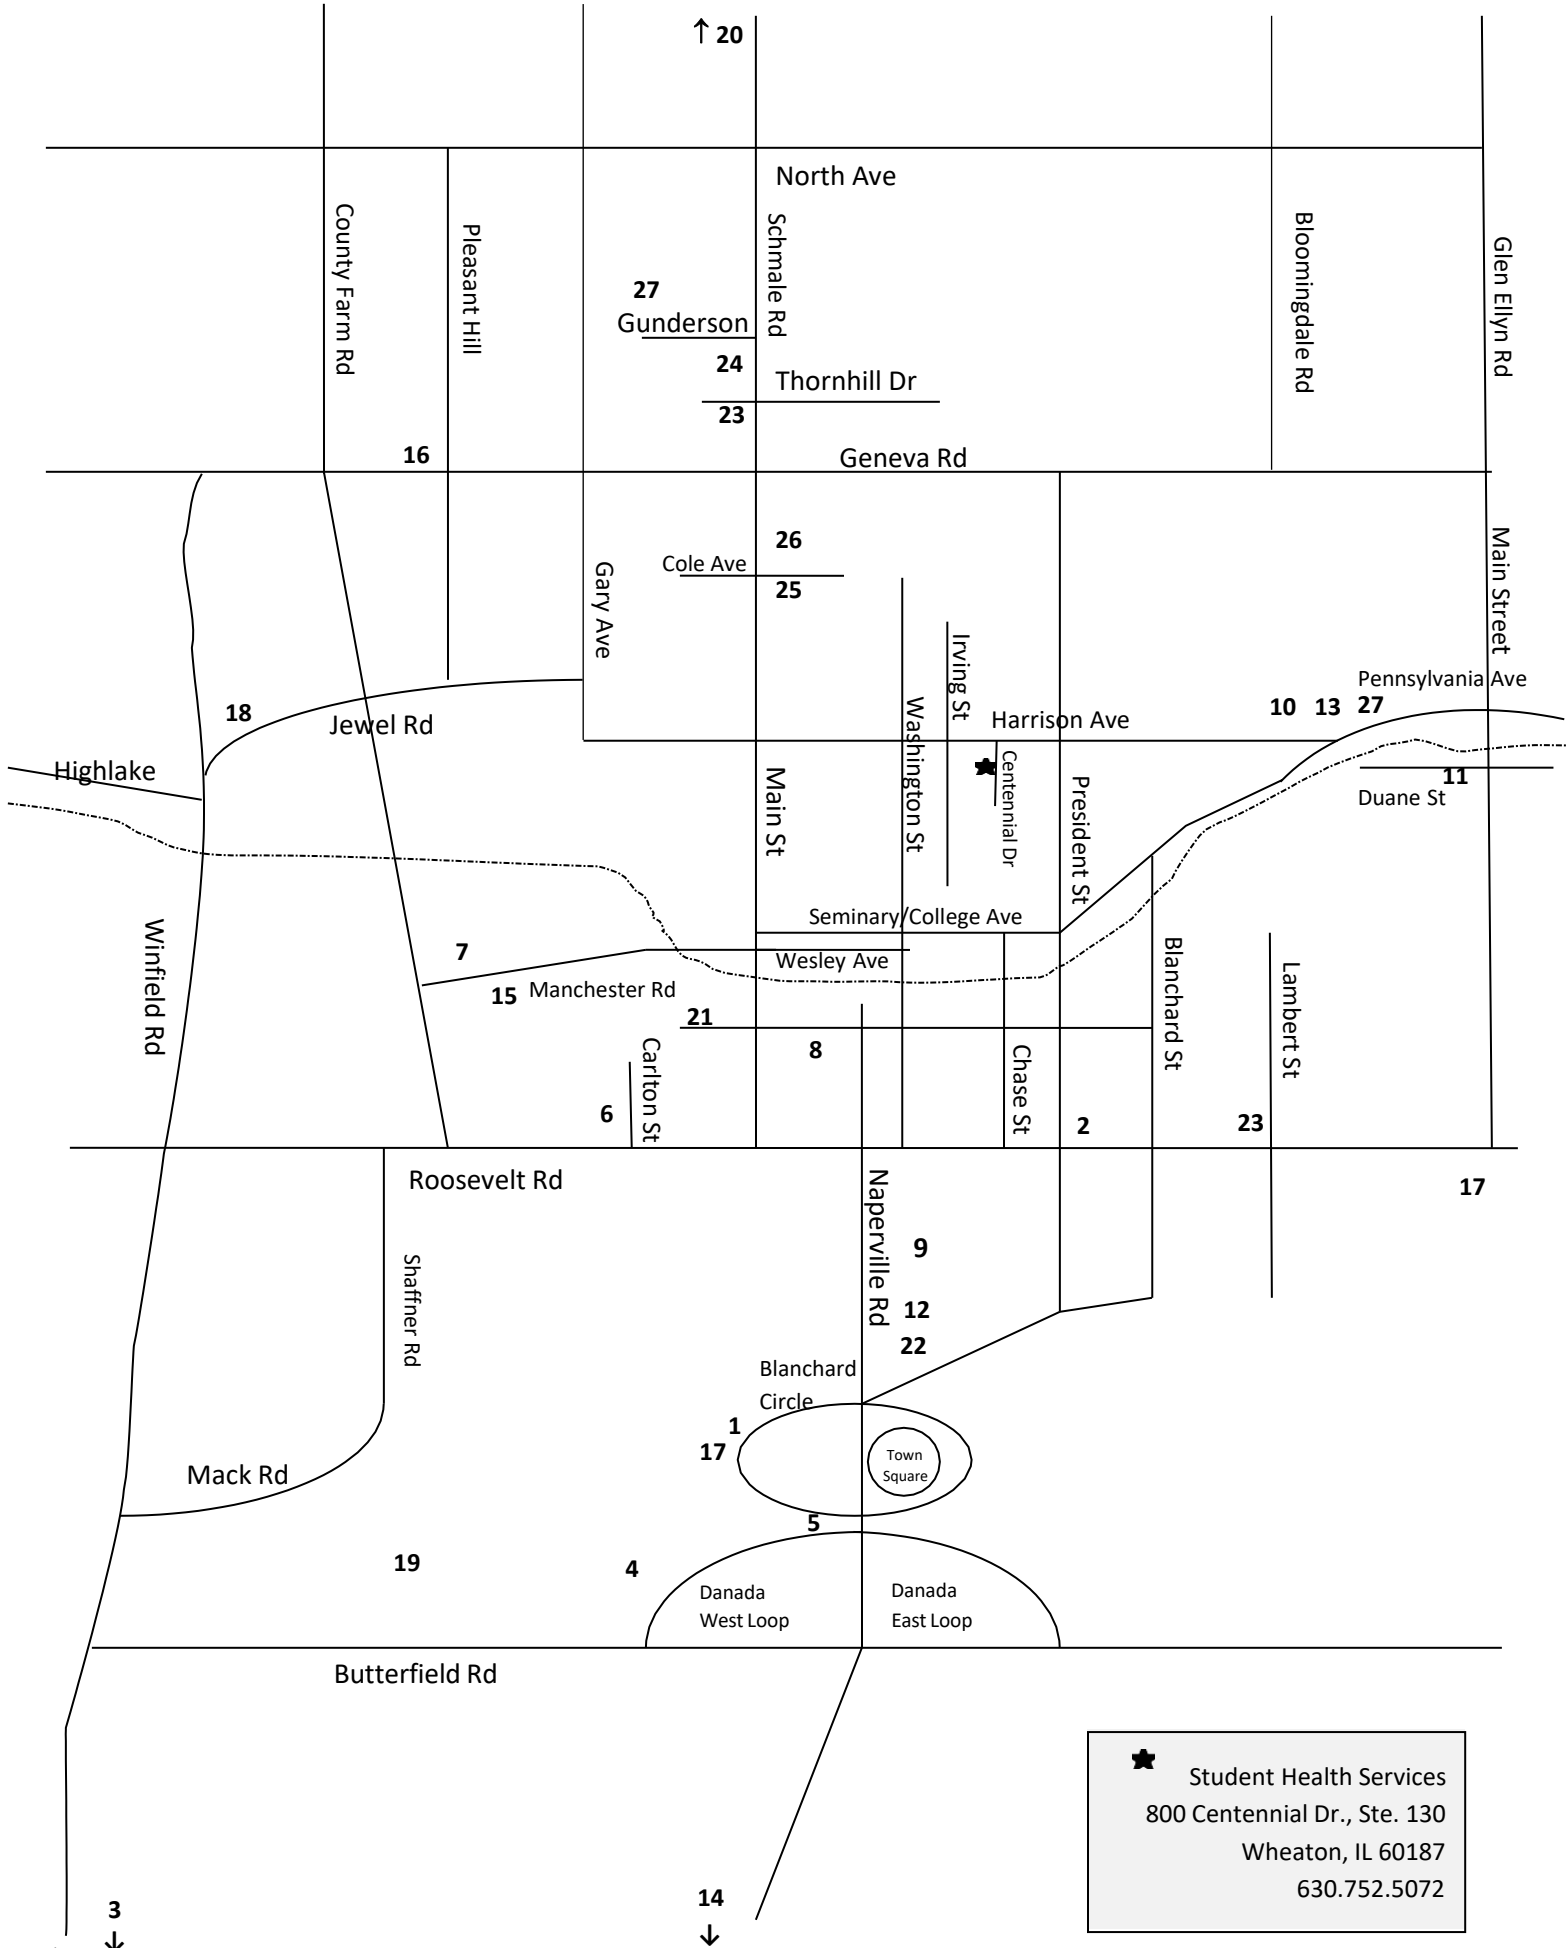 ↑ 20
North Ave
County Farm Rd
Pleasant Hill
Schmale Rd
Bloomingdale Rd
Glen Ellyn Rd
27
Gunderson
24
Thornhill Dr
23
16
Geneva Rd
26
Cole Ave
25
Gary Ave
Main Street
Irving St
Pennsylvania Ave
10 13 27
18
Jewel Rd
Washington St
Harrison Ave
Highlake
Main St
Centennial Dr
President St
11
Duane St
Seminary/College Ave
Winfield Rd
7
Wesley Ave
Blanchard St
Lambert St
15 Manchester Rd
21
8
Carlton St
Chase St
6
2
23
Roosevelt Rd
17
Naperville Rd
9
Shaffner Rd
12
22
Blanchard
Circle
1
17
Town
Square
Mack Rd
5
19
4
Danada
West Loop
Danada
East Loop
Butterfield Rd
Student Health Services
800 Centennial Dr., Ste. 130
Wheaton, IL 60187
630.752.5072
14
↓
3
↓